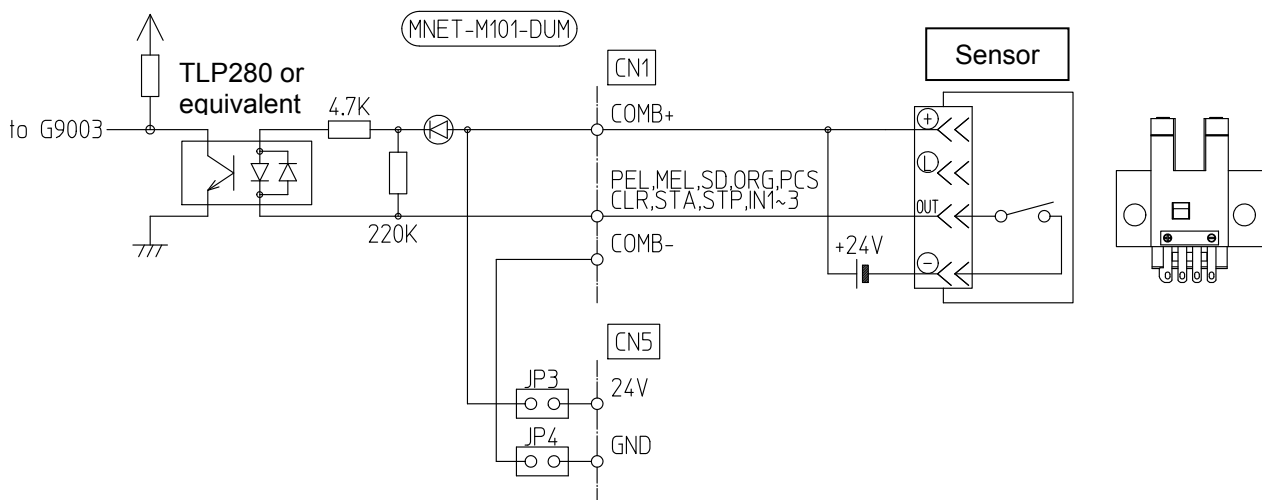 MNET-M101-DUM
TLP280 or
equivalent
to G9003
4.7K
220K
CN1
COMB+
PEL,MEL,SD,ORG,PCS
CLR,STA,STP,IN1~3
COMB-
CN5
JP3
24V
JP4
GND
Sensor
+
L
OUT
-
+24V